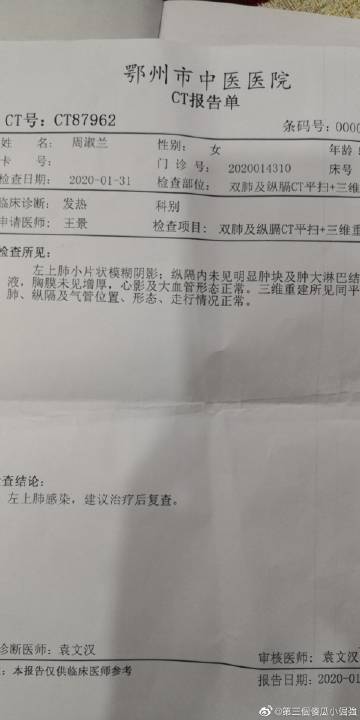 鄂州市中医医院
CT报告单
CT号：CT87962 条码号：0000
姓 名： 周淑兰 性别： 女 年龄
卡 号： 门 诊 号： 2020014310 床号
检查日期： 2020-01-31 检查部位： 双肺及纵膈CT平扫+三维
临床诊断： 发热 科别
申请医师： 王景 检查项目： 双肺及纵膈CT平扫+三维重
检查所见：
左上肺小片状模糊阴影；纵隔内未见明显肿块及肿大淋巴结
液，胸膜未见增厚，心影及大血管形态正常。三维重建所见同平
肺、纵隔及气管位置、形态、走行情况正常。
查结论：
左上肺感染，建议治疗后复查。
诊断医师： 袁文汉 审核医师： 袁文
注：本报告仅供临床医师参考 报告日期：2020-01
@第三個傻瓜小倔強